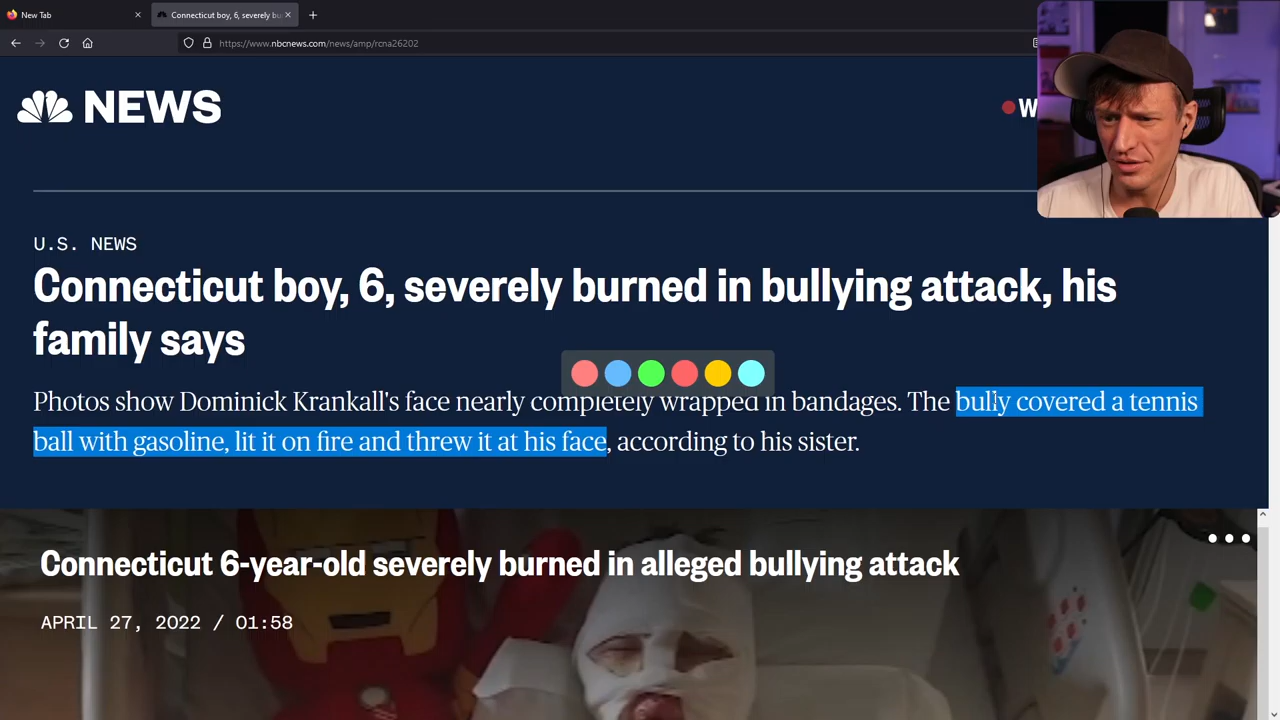 New Tab
Connecticut boy, 6, severely bu
https://www.nbcnews.com/news/amp/rcna26202
NEWS
W
U.S. NEWS
Connecticut boy, 6, severely burned in bullying attack, his
family says
Photos show Dominick Krankall's face nearly completely wrapped in bandages. The bully covered a tennis
ball with gasoline, lit it on fire and threw it at his face, according to his sister.
Connecticut 6-year-old severely burned in alleged bullying attack
APRIL 27, 2022 / 01:58